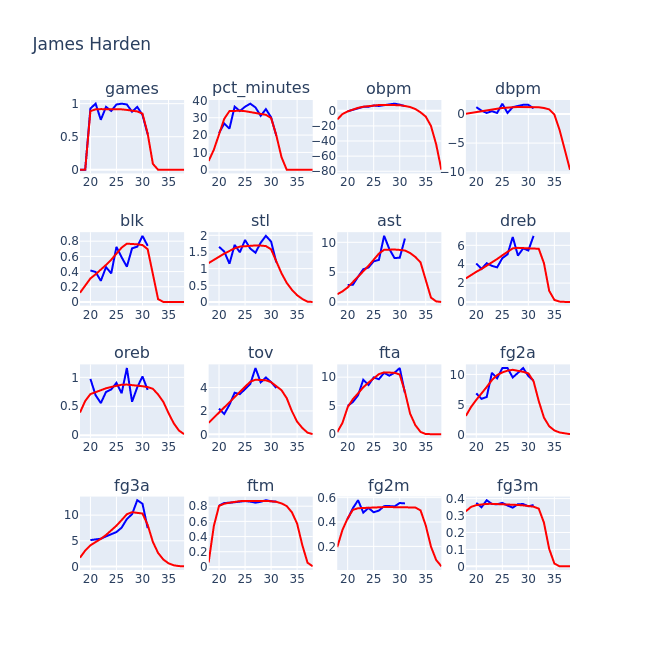 James Harden
games pct_minutes obpm dbpm
1 0.5 0 20 25 30 35
40 30 20 10 0 20 25 30 35
0 −20 −40 −60 −80 20 25 30 35
0 −5 −10 20 25 30 35
blk stl ast dreb
0.8 0.6 0.4 0.2 0 20 25 30 35
2 1.5 1 0.5 0 20 25 30 35
10 5 0 20 25 30 35
6 4 2 0 20 25 30 35
oreb tov fta fg2a
1 0.5 0 20 25 30 35
4 2 0 20 25 30 35
10 5 0 20 25 30 35
10 5 0 20 25 30 35
fg3a ftm fg2m fg3m
10 5 0 20 25 30 35
0.8 0.6 0.4 0.2 0 20 25 30 35
0.6 0.4 0.2 20 25 30 35
0.4 0.3 0.2 0.1 0 20 25 30 35